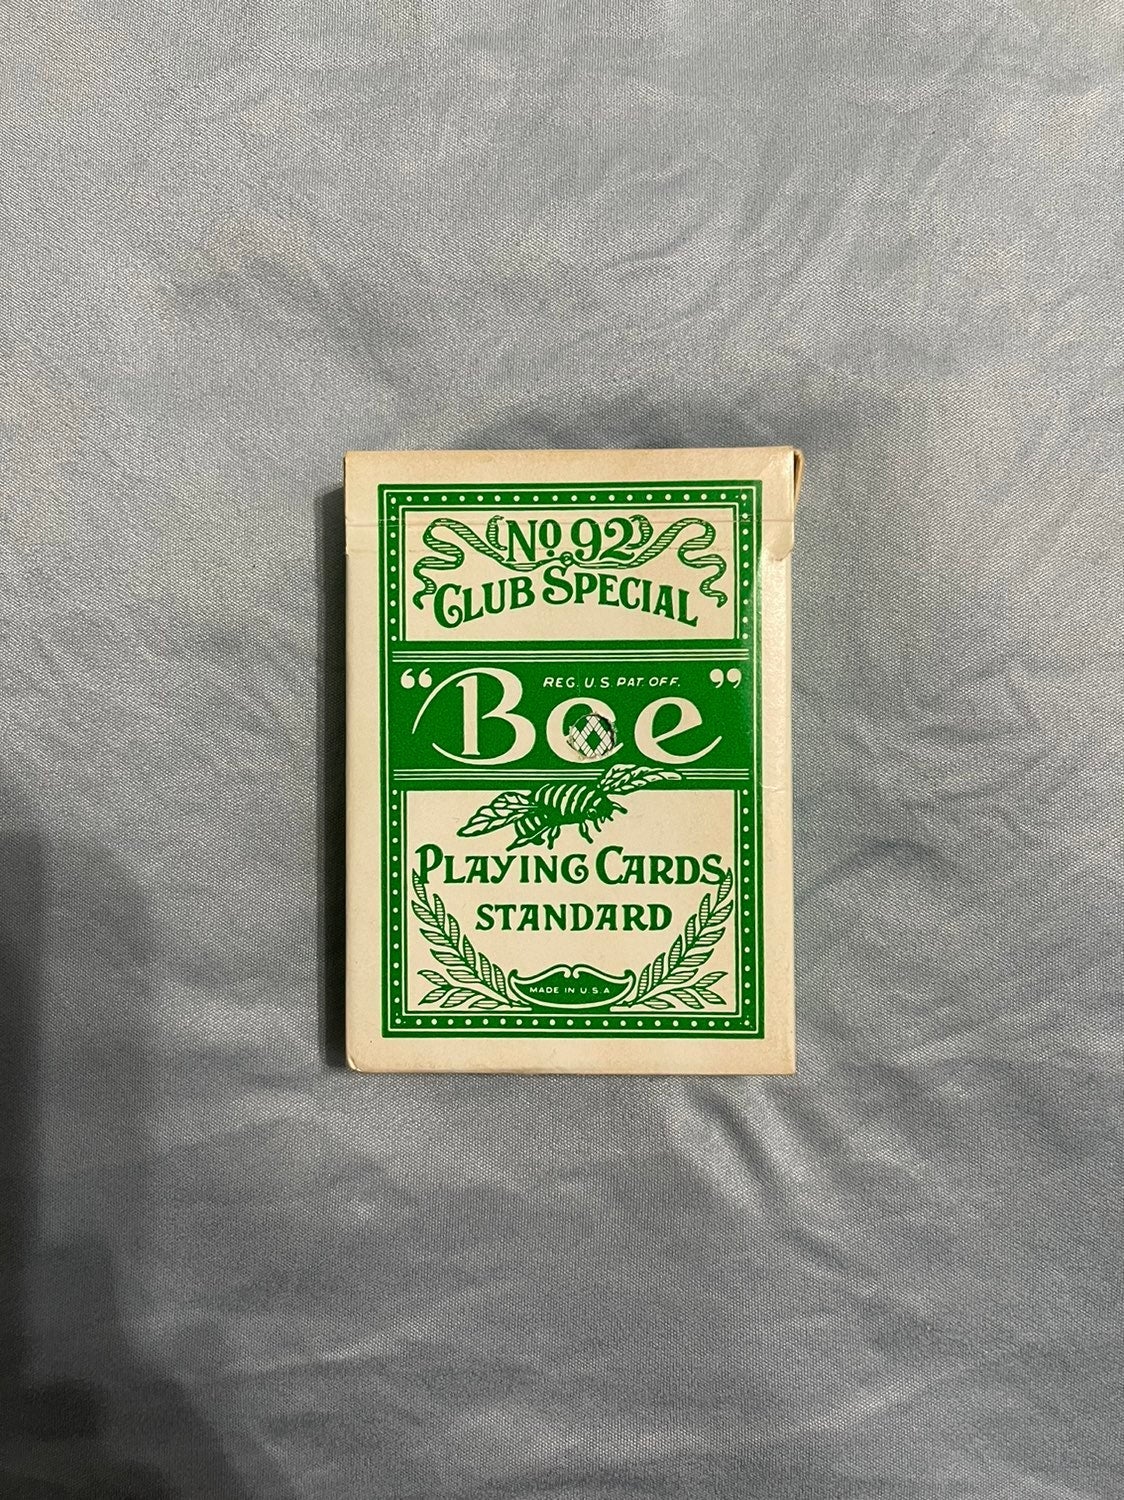 No 92
CLUB SPECIAL
REG. U.S. PAT. OFF.
“Bee”
PLAYING CARDS
STANDARD
MADE IN U.S.A